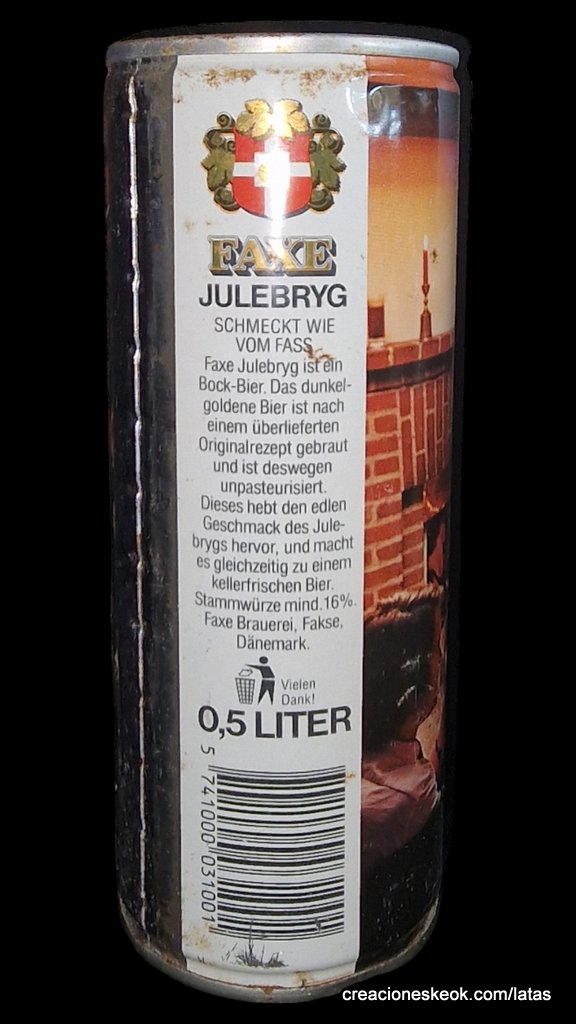 FAXE
JULEBRYG
SCHMECKT WIE
VOM FASS
Faxe Julebryg ist ein
Bock-Bier. Das dunkel-
goldene Bier ist nach
einem überlieferten
Originalrezept gebraut
und ist deswegen
unpasteurisiert.
Dieses hebt den edlen
Geschmack des Jule-
brygs hervor, und macht
es gleichzeitig zu einem
kellerfrischen Bier.
Stammwürze mind.16%.
Faxe Brauerei, Fakse,
Dänemark.
Vielen
Dank!
0,5 LITER
5 741000 031001
creacioneskeok.com/latas